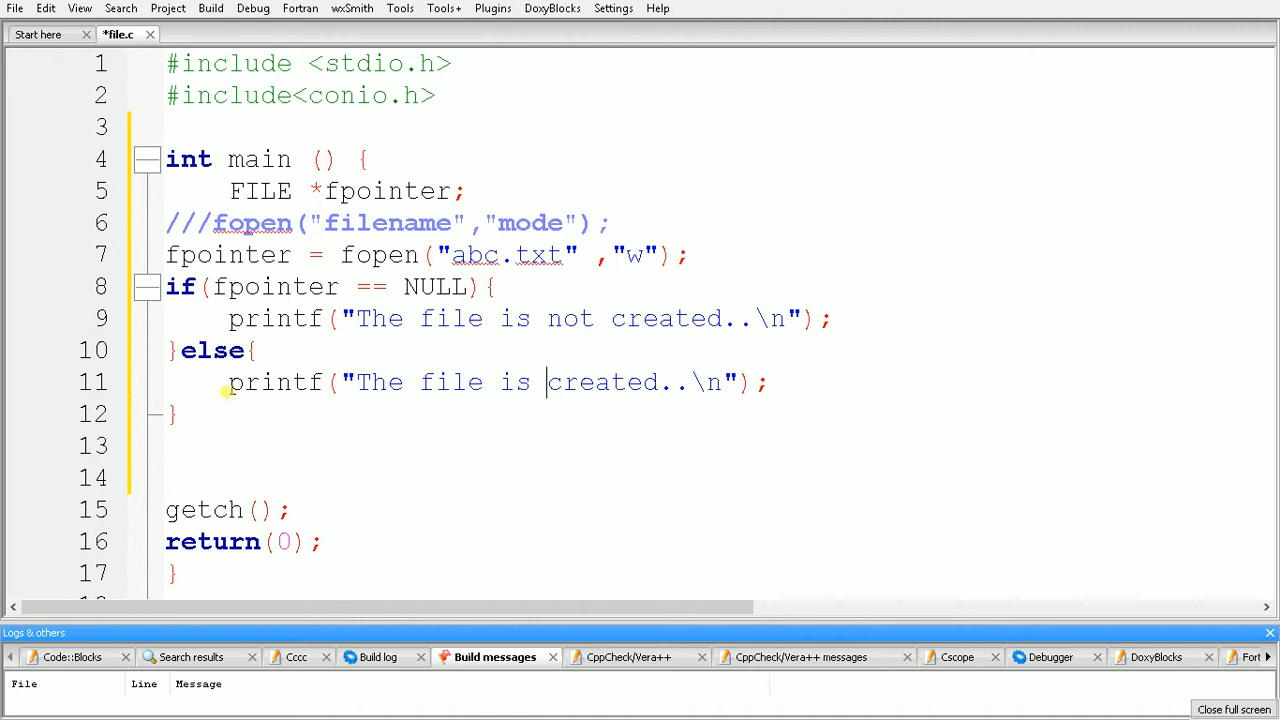 File Edit View Search Project Build Debug Fortran wxSmith Tools Tools+ Plugins DoxyBlocks Settings Help
Start here *file.c
1 #include <stdio.h>
2 #include<conio.h>
3
4 int main () {
5 FILE *fpointer;
6 ///fopen("filename","mode");
7 fpointer = fopen("abc.txt" ,"w");
8 if(fpointer == NULL){
9 printf("The file is not created..\n");
10 }else{
11 printf("The file is created..\n");
12 }
13
14
15 getch();
16 return(0);
17 }
Logs & others
Code::Blocks Search results Cccc Build log Build messages CppCheck/Vera++ CppCheck/Vera++ messages Cscope Debugger DoxyBlocks Fort
File Line Message
Close full screen